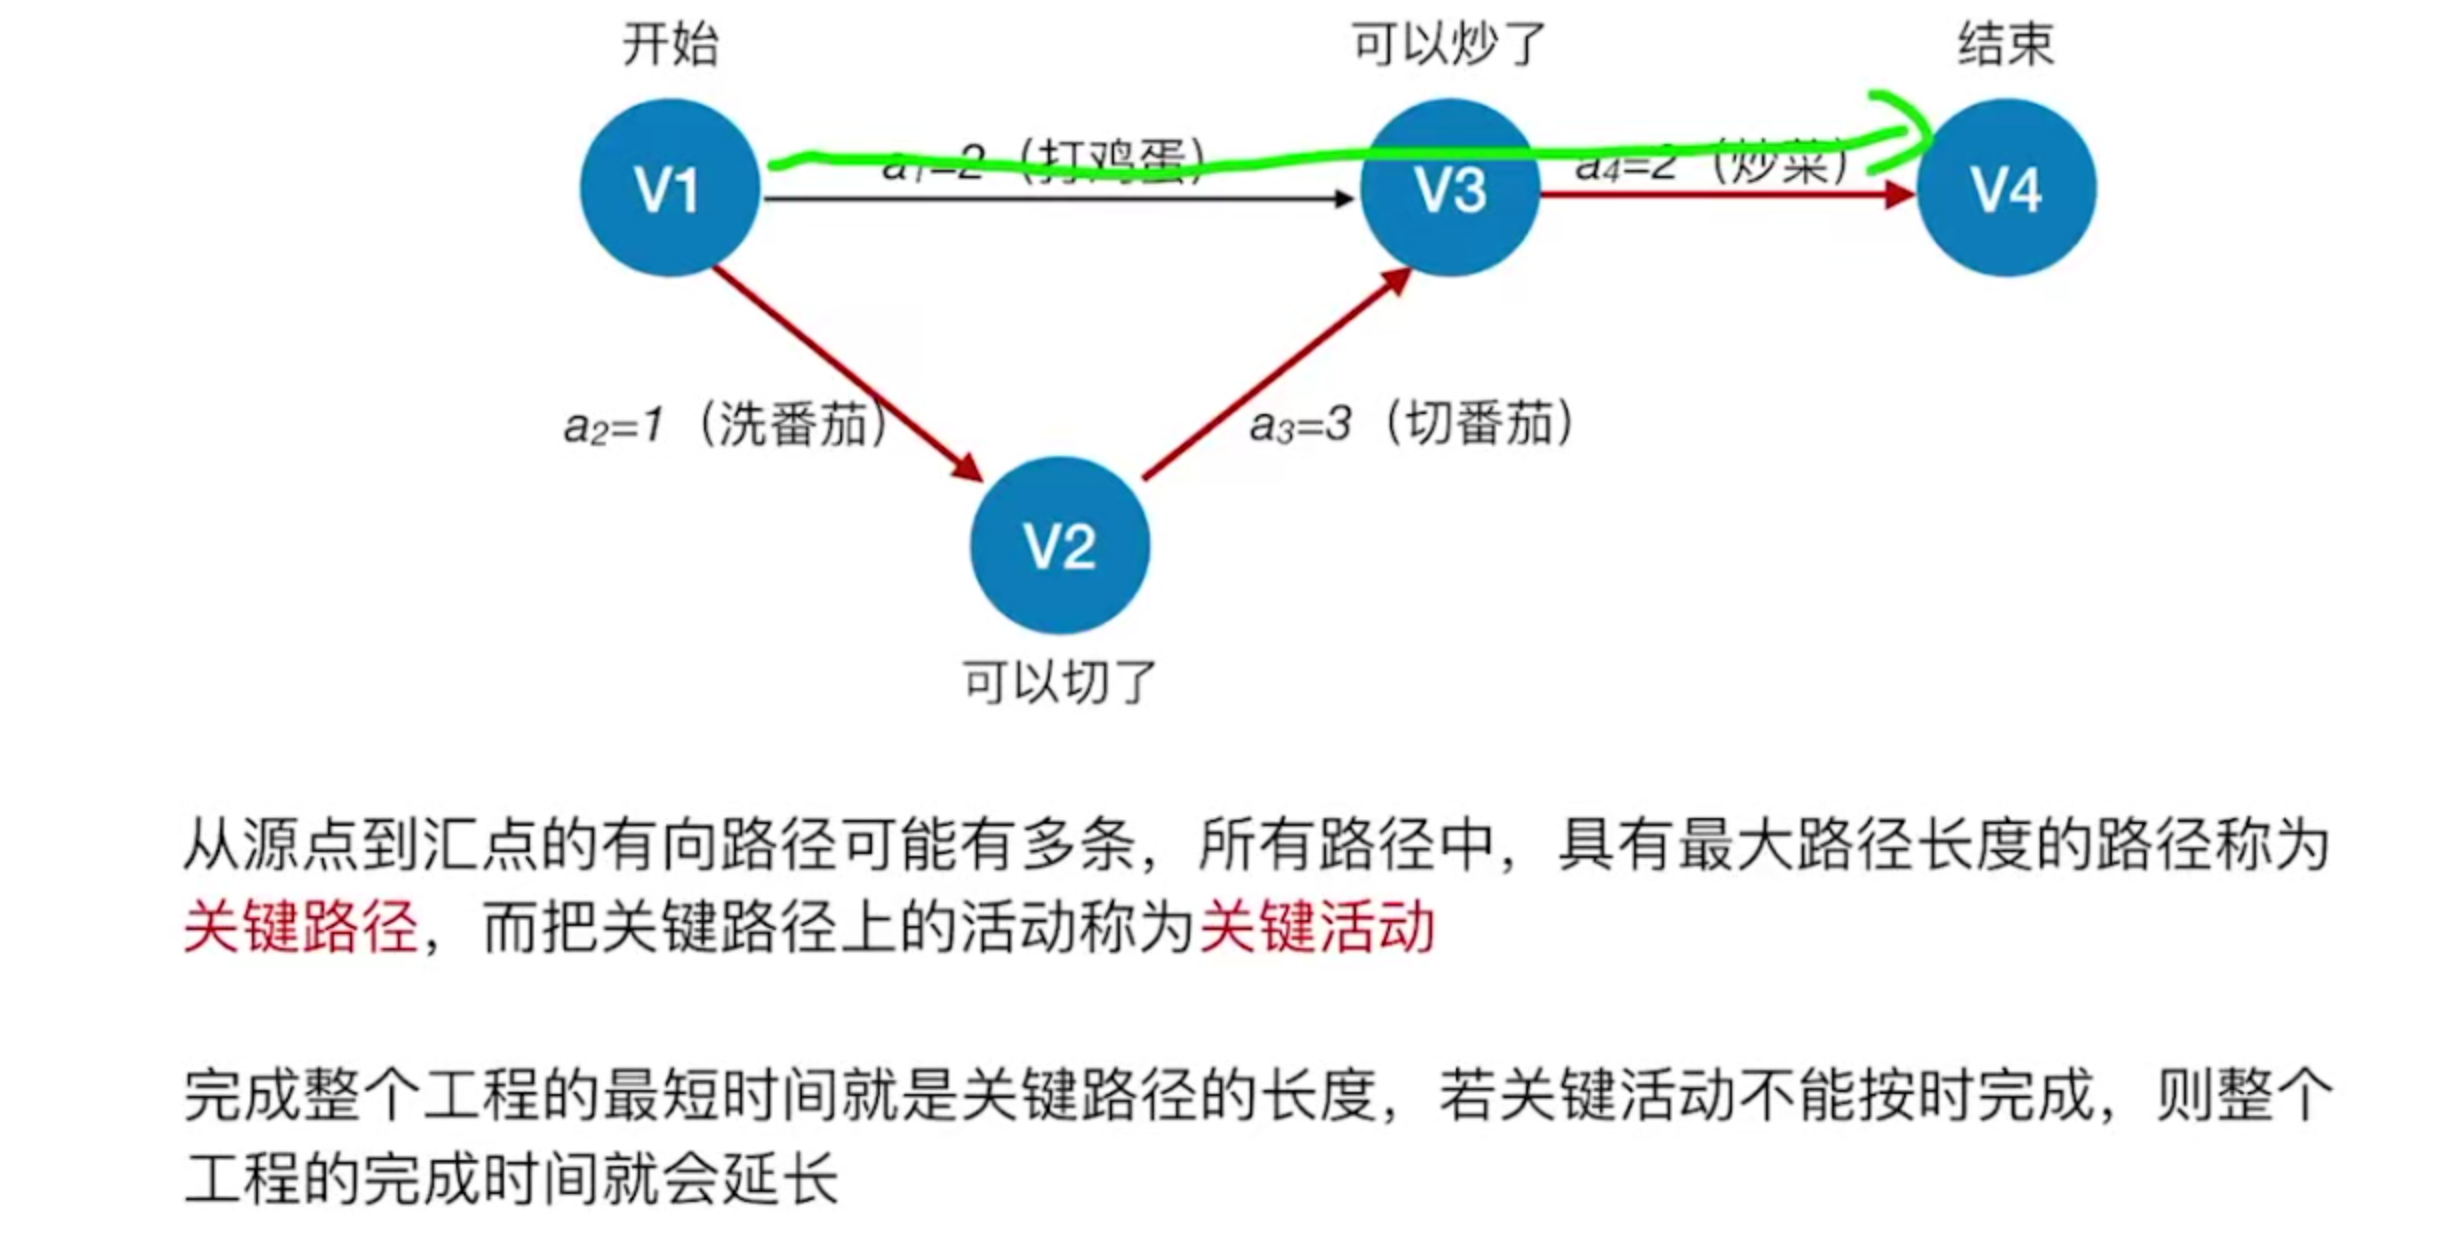 开始
可以炒了
结束
V1
a1=2（打鸡蛋）
V3
a4=2（炒菜）
V4
a2=1（洗番茄）
a3=3（切番茄）
V2
可以切了
从源点到汇点的有向路径可能有多条，所有路径中，具有最大路径长度的路径称为
关键路径，而把关键路径上的活动称为关键活动
完成整个工程的最短时间就是关键路径的长度，若关键活动不能按时完成，则整个
工程的完成时间就会延长